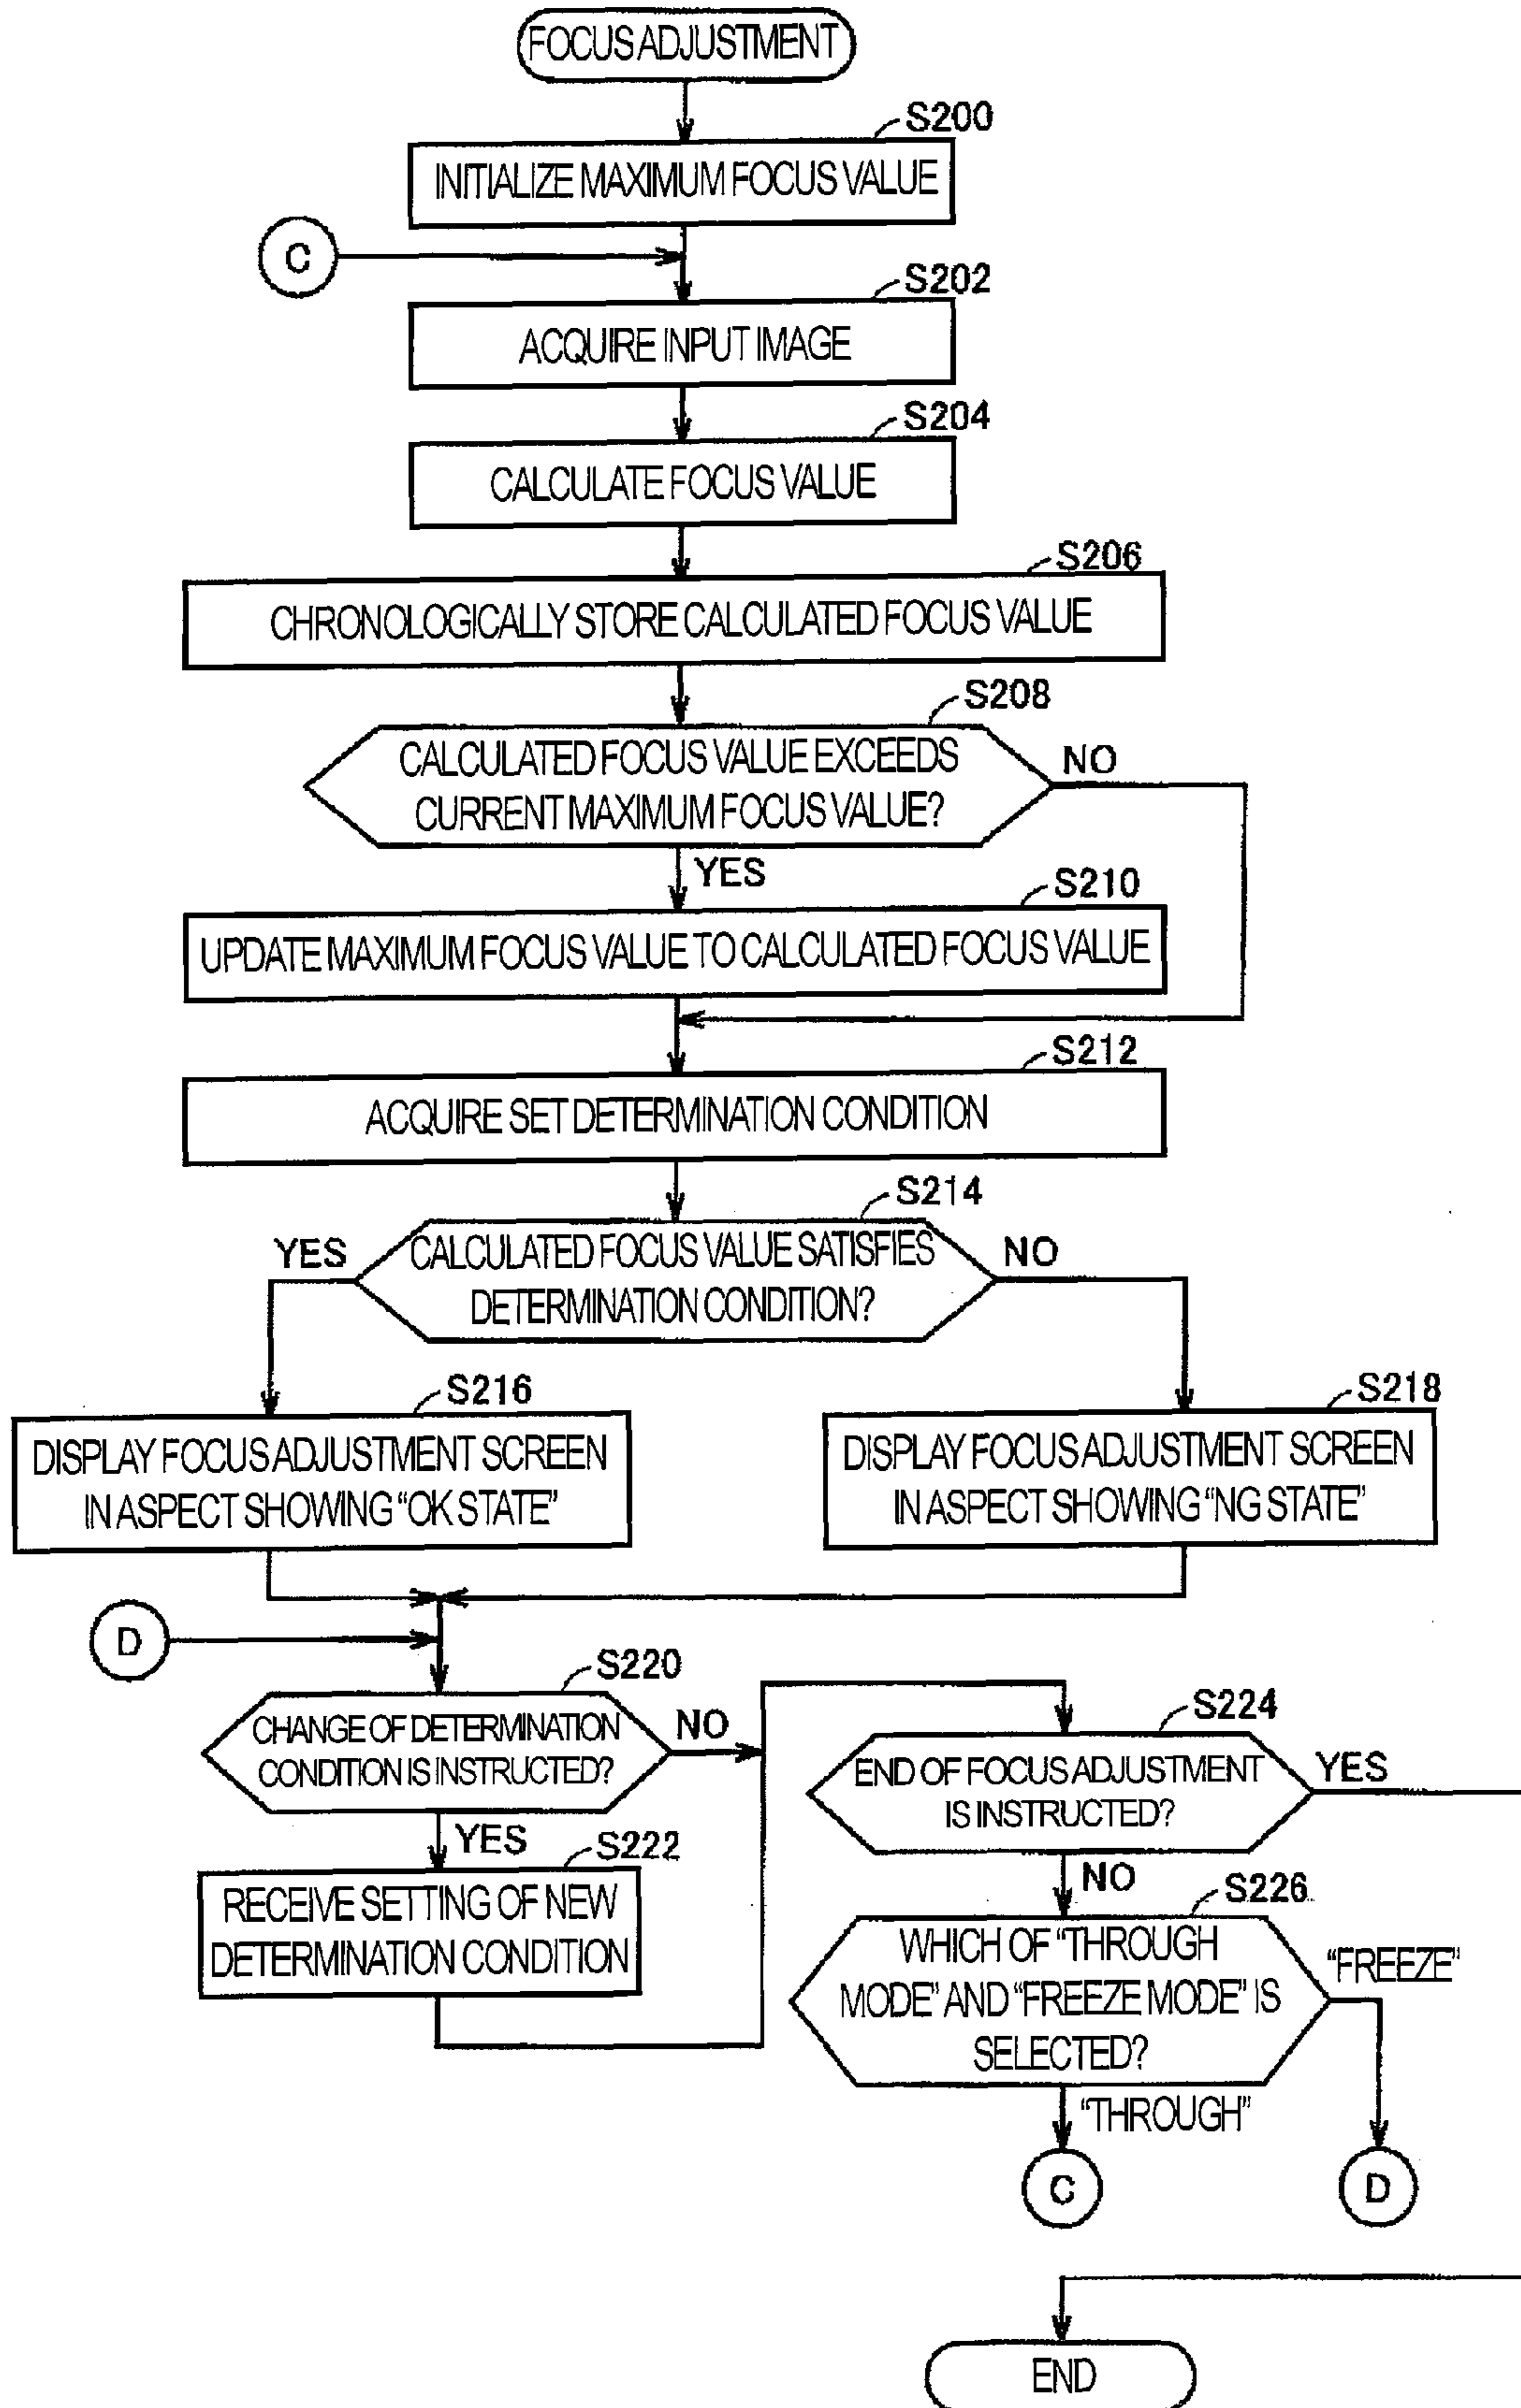 FOCUS ADJUSTMENT
S200
INITIALIZE MAXIMUM FOCUS VALUE
C
S202
ACQUIRE INPUT IMAGE
S204
CALCULATE FOCUS VALUE
S206
CHRONOLOGICALLY STORE CALCULATED FOCUS VALUE
S208
CALCULATED FOCUS VALUE EXCEEDS
CURRENT MAXIMUM FOCUS VALUE?
NO
YES
S210
UPDATE MAXIMUM FOCUS VALUE TO CALCULATED FOCUS VALUE
S212
ACQUIRE SET DETERMINATION CONDITION
S214
YES
CALCULATED FOCUS VALUE SATISFIES
DETERMINATION CONDITION?
NO
S216
DISPLAY FOCUS ADJUSTMENT SCREEN
IN ASPECT SHOWING “OK STATE”
S218
DISPLAY FOCUS ADJUSTMENT SCREEN
IN ASPECT SHOWING “NG STATE”
D
S220
CHANGE OF DETERMINATION
CONDITION IS INSTRUCTED?
NO
YES
S222
RECEIVE SETTING OF NEW
DETERMINATION CONDITION
S224
END OF FOCUS ADJUSTMENT
IS INSTRUCTED?
YES
NO
S226
WHICH OF “THROUGH
MODE” AND “FREEZE MODE” IS
SELECTED?
“FREEZE”
“THROUGH”
C
D
END